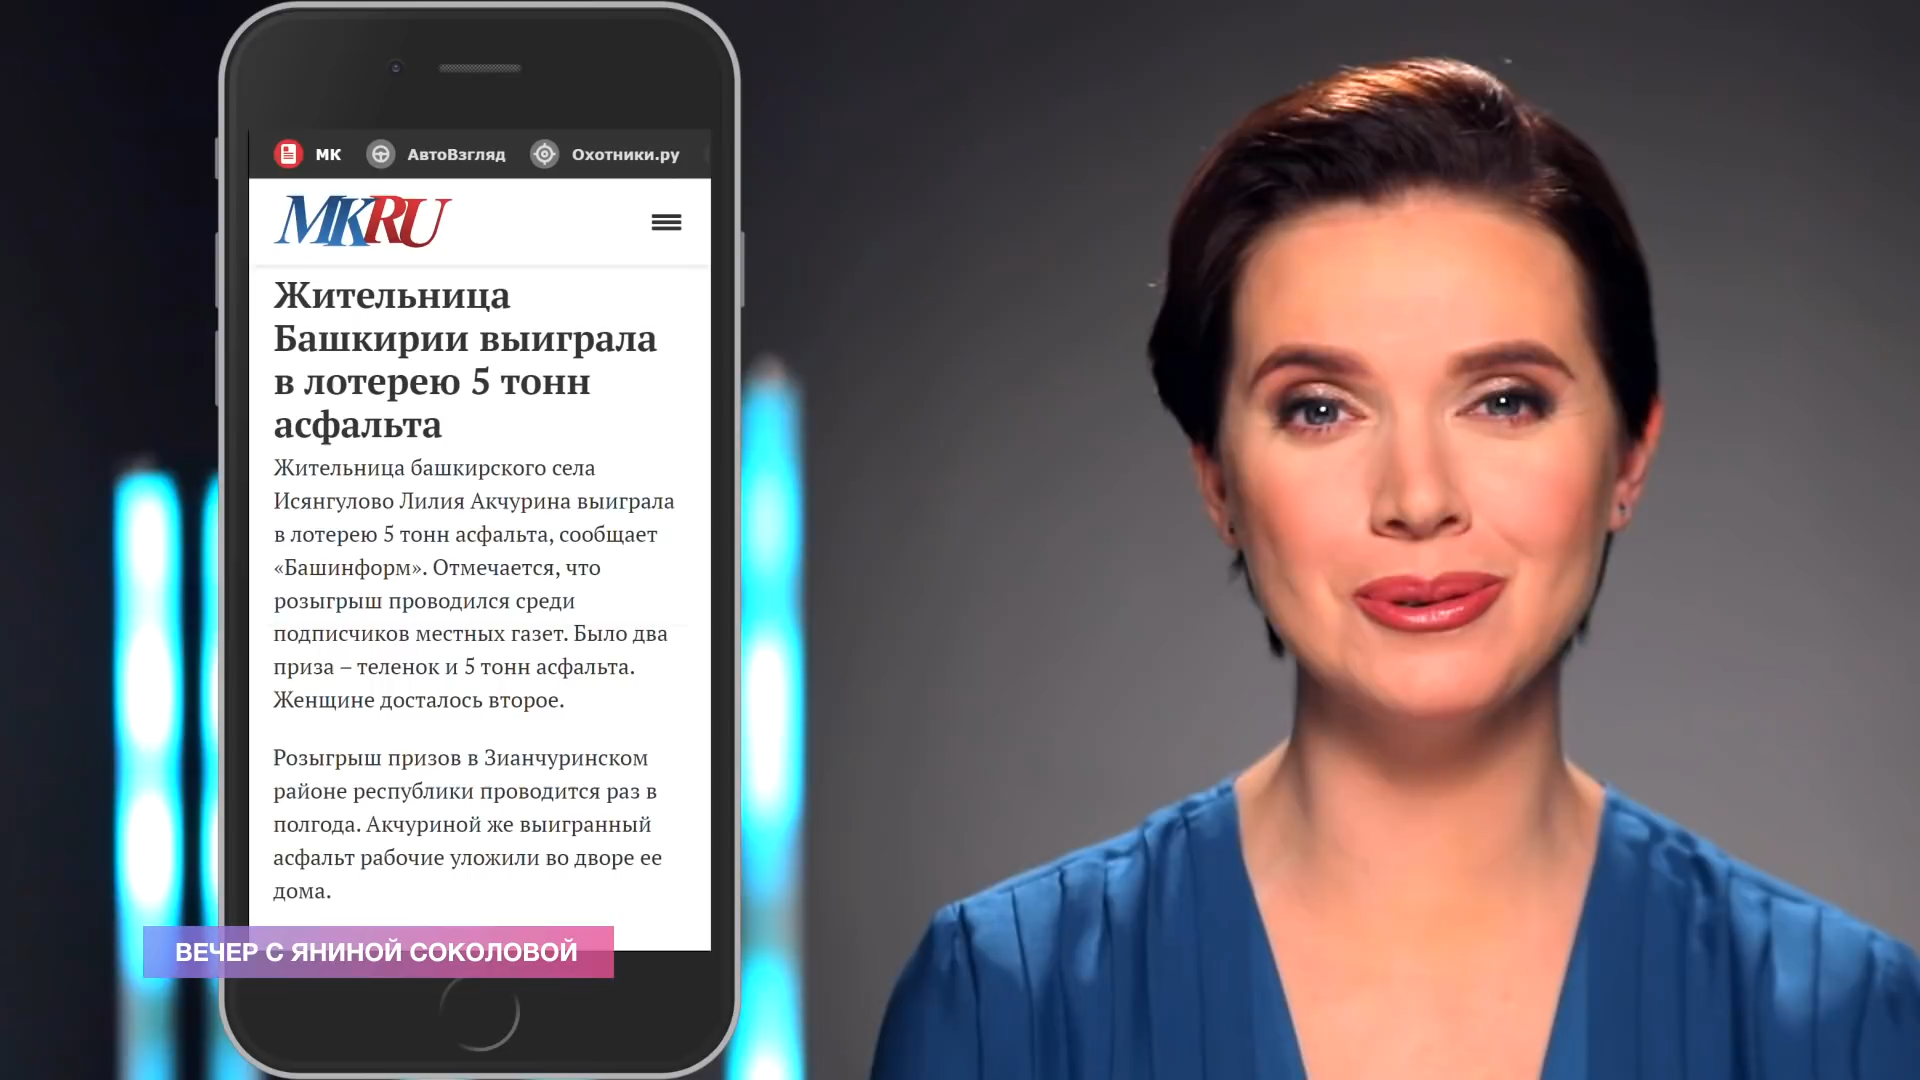 МК АвтоВзгляд Охотники.ру
MKRU
Жительница
Башкирии выиграла
в лотерею 5 тонн
асфальта
Жительница башкирского села
Исянгулово Лилия Акчурина выиграла
в лотерею 5 тонн асфальта, сообщает
«Башинформ». Отмечается, что
розыгрыш проводился среди
подписчиков местных газет. Было два
приза – теленок и 5 тонн асфальта.
Женщине досталось второе.
Розыгрыш призов в Зианчуринском
районе республики проводится раз в
полгода. Акчуриной же выигранный
асфальт рабочие уложили во дворе ее
дома.
ВЕЧЕР С ЯНИНОЙ СОКОЛОВОЙ